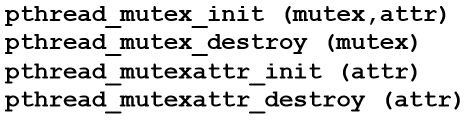 pthread_mutex_init (mutex,attr)
pthread_mutex_destroy (mutex)
pthread_mutexattr_init (attr)
pthread_mutexattr_destroy (attr)